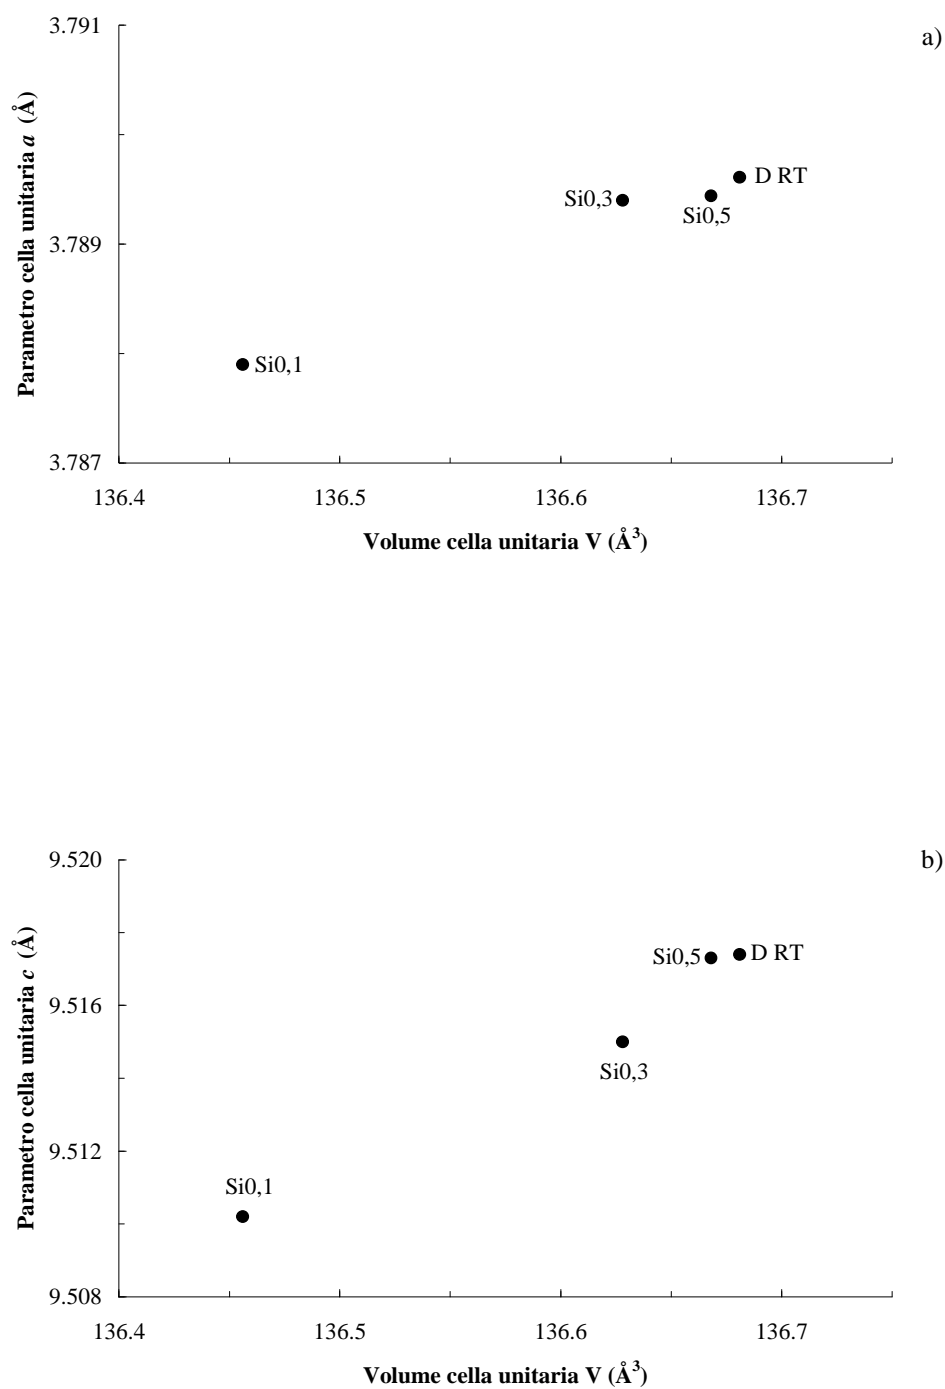 3.791
a)
Parametro cella unitaria a (Å)
D RT
Si0,3
Si0,5
3.789
Si0,1
3.787
136.4 136.5 136.6 136.7
Volume cella unitaria V (Å³)
9.520
b)
Parametro cella unitaria c (Å)
Si0,5 D RT
9.516
Si0,3
9.512
Si0,1
9.508
136.4 136.5 136.6 136.7
Volume cella unitaria V (Å³)